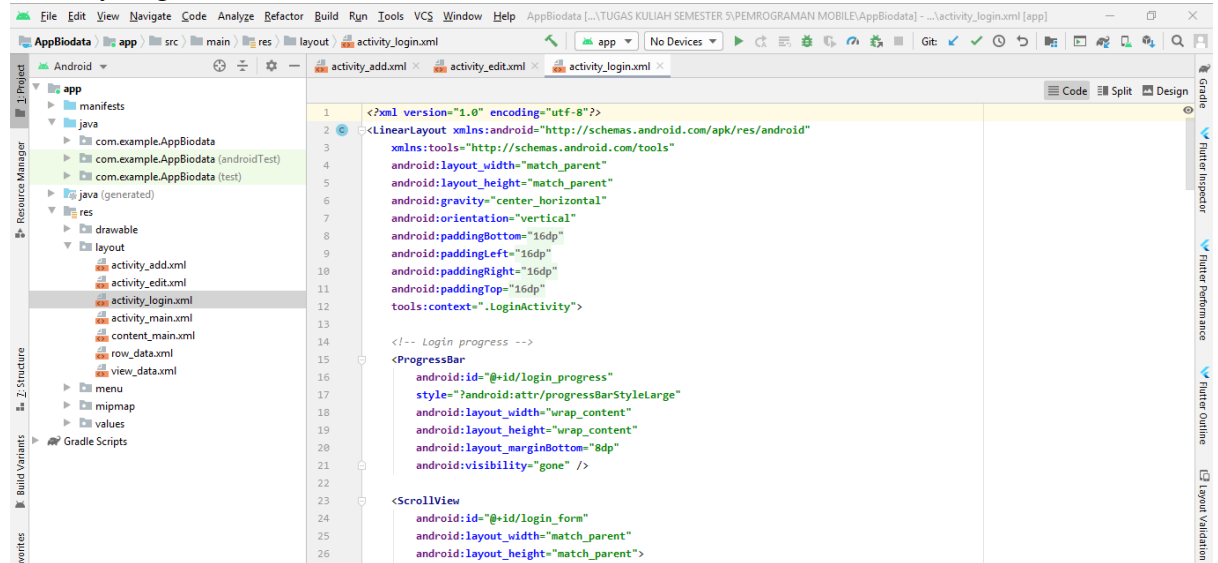 File Edit View Navigate Code Analyze Refactor Build Run Tools VCS Window Help AppBiodata [...\TUGAS KULIAH SEMESTER 5\PEMROGRAMAN MOBILE\AppBiodata] - ...\activity_login.xml [app]
AppBiodata app src main res layout activity_login.xml app No Devices Git:
Android activity_add.xml activity_edit.xml activity_login.xml
Code Split Design
1: Project
Resource Manager
Z: Structure
Build Variants
app
manifests
java
com.example.AppBiodata
com.example.AppBiodata (androidTest)
com.example.AppBiodata (test)
java (generated)
res
drawable
layout
activity_add.xml
activity_edit.xml
activity_login.xml
activity_main.xml
content_main.xml
row_data.xml
view_data.xml
menu
mipmap
values
Gradle Scripts
1 <?xml version="1.0" encoding="utf-8"?>
2 C <LinearLayout xmlns:android="http://schemas.android.com/apk/res/android"
3 xmlns:tools="http://schemas.android.com/tools"
4 android:layout_width="match_parent"
5 android:layout_height="match_parent"
6 android:gravity="center_horizontal"
7 android:orientation="vertical"
8 android:paddingBottom="16dp"
9 android:paddingLeft="16dp"
10 android:paddingRight="16dp"
11 android:paddingTop="16dp"
12 tools:context=".LoginActivity">
13
14 <!-- Login progress -->
15 <ProgressBar
16 android:id="@+id/login_progress"
17 style="?android:attr/progressBarStyleLarge"
18 android:layout_width="wrap_content"
19 android:layout_height="wrap_content"
20 android:layout_marginBottom="8dp"
21 android:visibility="gone" />
22
23 <ScrollView
24 android:id="@+id/login_form"
25 android:layout_width="match_parent"
26 android:layout_height="match_parent">
Gradle
Flutter Inspector
Flutter Performance
Flutter Outline
Layout Validation